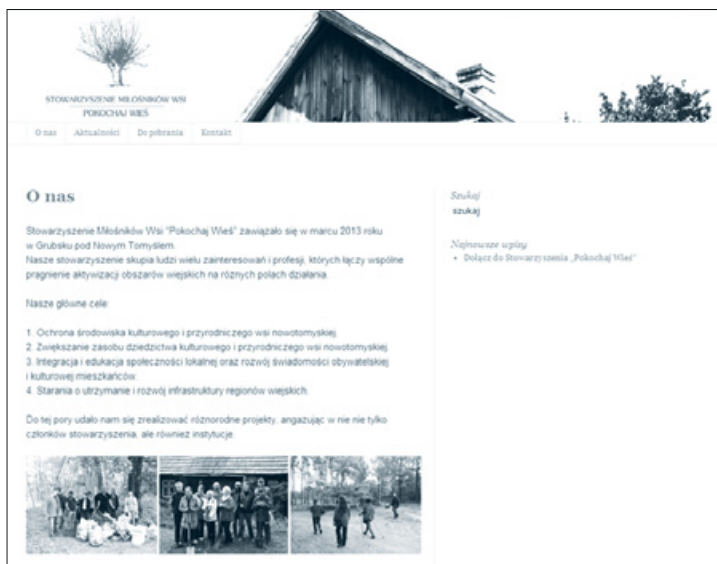 STOWARZYSZENIE MIŁOŚNIKÓW WSI
POKOCHAJ WIEŚ
O nas
Aktualności
Do pobrania
Kontakt
O nas
Stowarzyszenie Miłośników Wsi "Pokochaj Wieś" zawiązało się w marcu 2013 roku
w Grubsku pod Nowym Tomyślem.
Nasze stowarzyszenie skupia ludzi wielu zainteresowań i profesji, których łączy wspólne
pragnienie aktywizacji obszarów wiejskich na różnych polach działania.
Nasze główne cele:
1. Ochrona środowiska kulturowego i przyrodniczego wsi nowotomyskiej.
2. Zwiększanie zasobu dziedzictwa kulturowego i przyrodniczego wsi nowotomyskiej.
3. Integracja i edukacja społeczności lokalnej oraz rozwój świadomości obywatelskiej
i kulturowej mieszkańców.
4. Starania o utrzymanie i rozwój infrastruktury regionów wiejskich.
Do tej pory udało nam się zrealizować różnorodne projekty, angażując w nie nie tylko
członków stowarzyszenia, ale również instytucje.
Szukaj
szukaj
Najnowsze wpisy
• Dołącz do Stowarzyszenia „Pokochaj Wieś"